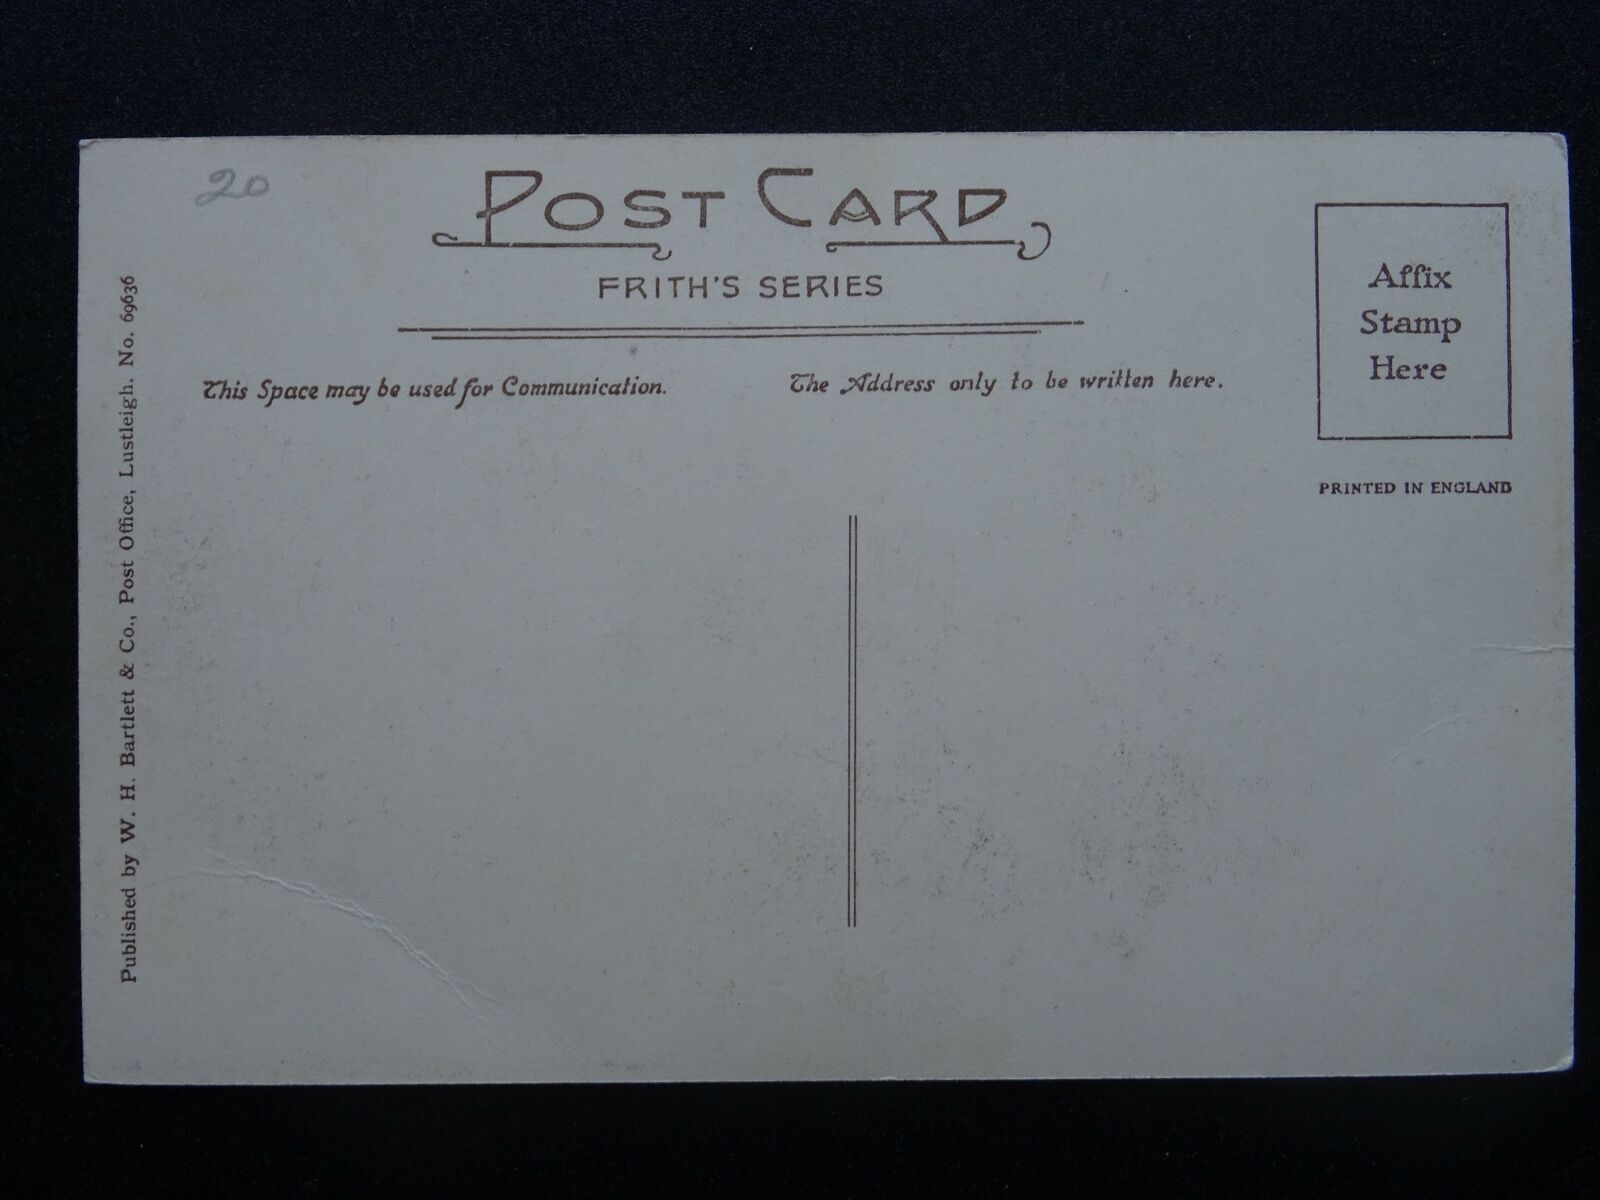 20
POST CARD
FRITH'S SERIES
This Space may be used for Communication.
The Address only to be written here.
Affix
Stamp
Here
PRINTED IN ENGLAND
Published by W. H. Bartlett & Co., Post Office, Lustleigh. No. 69636